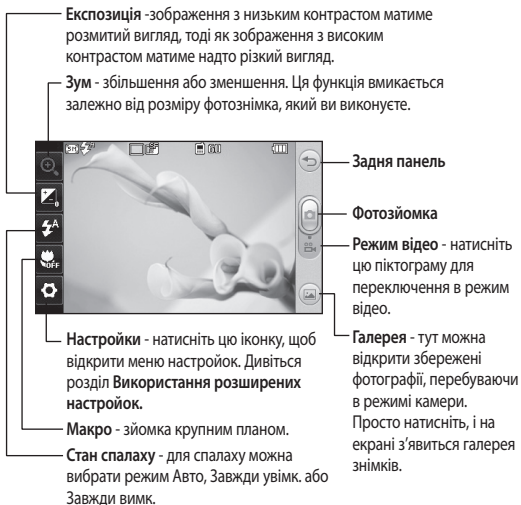 Експозиція -зображення з низьким контрастом матиме
розмитий вигляд, тоді як зображення з високим
контрастом матиме надто різкий вигляд.
Зум - збільшення або зменшення. Ця функція вмикається
залежно від розміру фотознімка, який ви виконуєте.
Задня панель
Фотозйомка
Режим відео - натисніть
цю піктограму для
переключення в режим
відео.
Галерея - тут можна
відкрити збережені
фотографії, перебуваючи
в режимі камери.
Просто натисніть, і на
екрані з’явиться галерея
знімків.
Настройки - натисніть цю іконку, щоб
відкрити меню настройок. Дивіться
розділ Використання розширених
настройок.
Макро - зйомка крупним планом.
Стан спалаху - для спалаху можна
вибрати режим Авто, Завжди увімк. або
Завжди вимк.
OFF
A
0